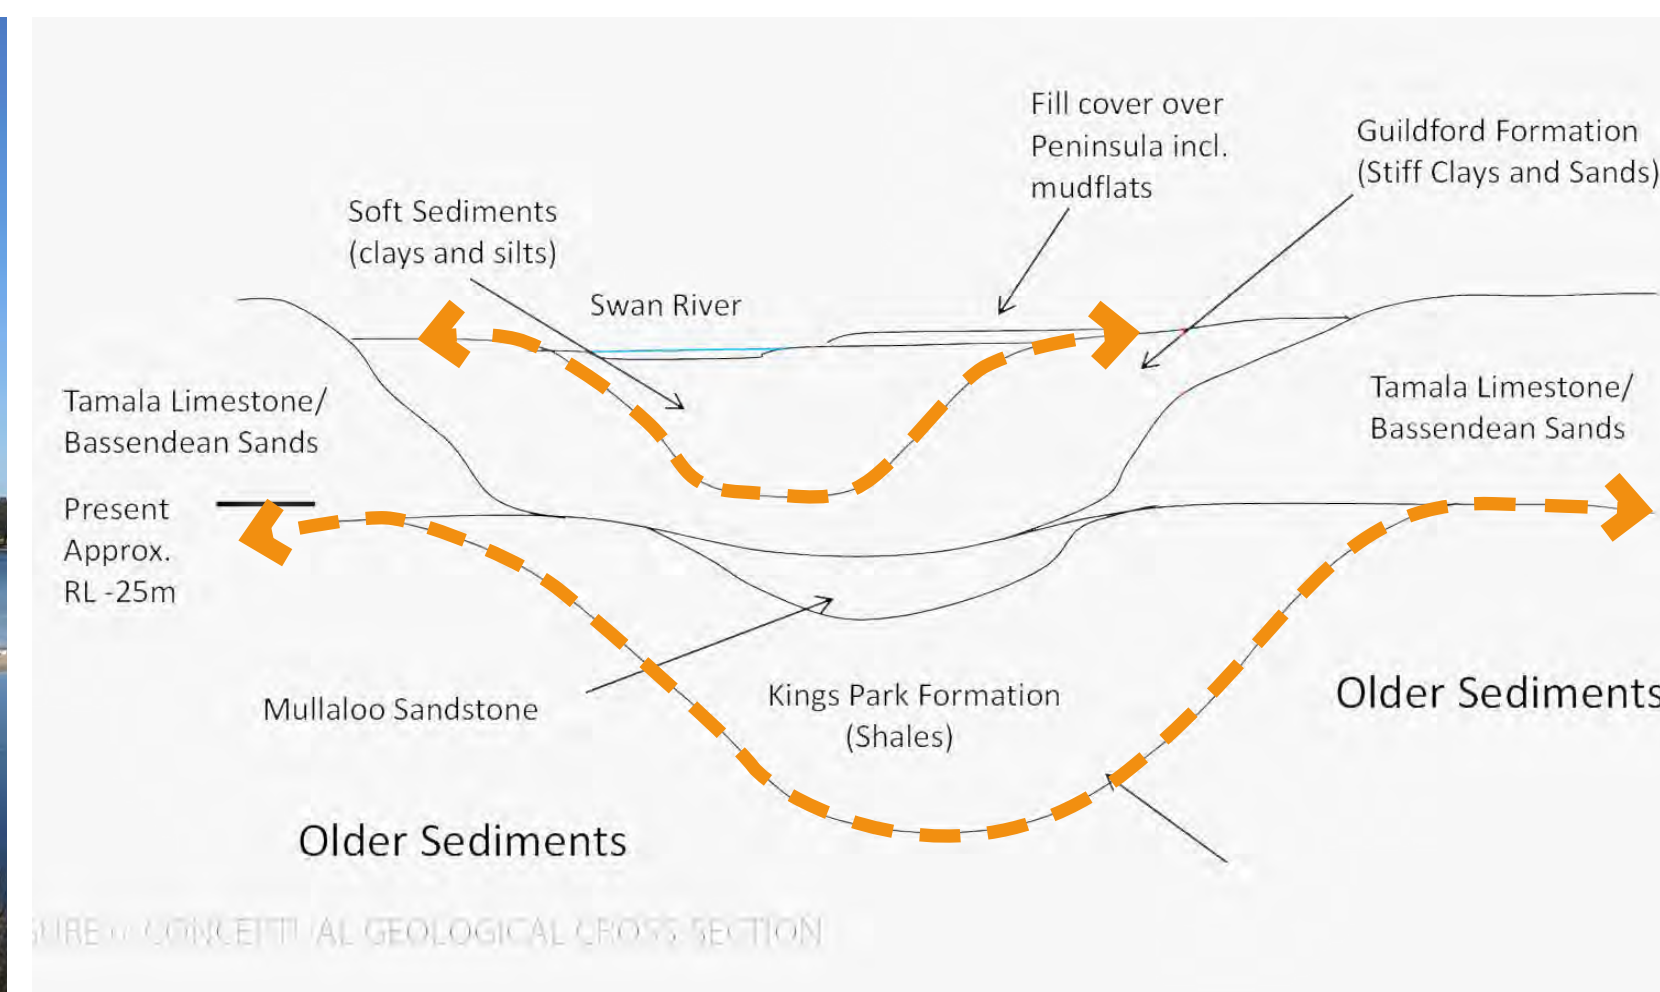 Fill cover over
Peninsula incl.
mudflats
Guildford Formation
(Stiff Clays and Sands)
Soft Sediments
(clays and silts)
Swan River
Tamala Limestone/
Bassendean Sands
Tamala Limestone/
Bassendean Sands
Present
Approx.
RL -25m
Mullaloo Sandstone
Kings Park Formation
(Shales)
Older Sediments
Older Sediments
CONCEPTUAL GEOLOGICAL CROSS SECTION